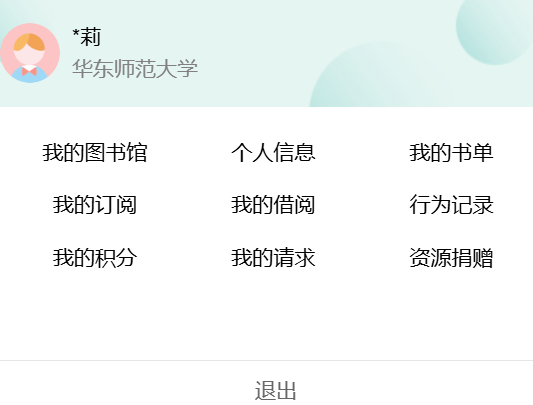 *莉
华东师范大学
我的图书馆 个人信息 我的书单
我的订阅 我的借阅 行为记录
我的积分 我的请求 资源捐赠
退出